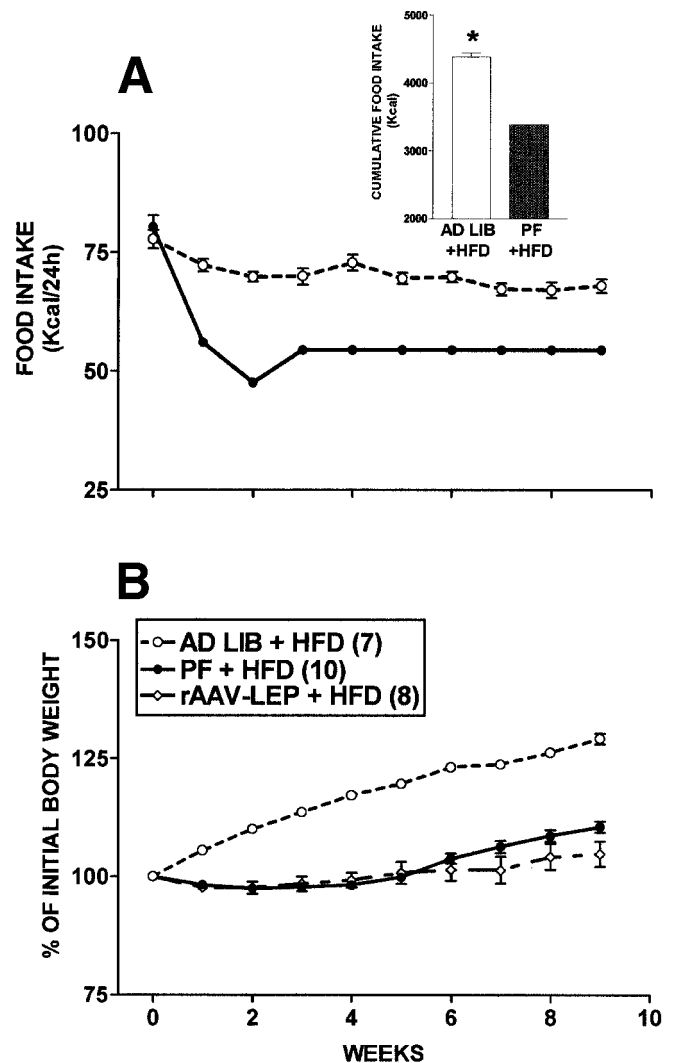 A
5000
4000
3000
2000
CUMULATIVE FOOD INTAKE
(Kcal)
*
AD LIB
+HFD
PF
+HFD
100
75
50
25
FOOD INTAKE
(Kcal/24h)
B
AD LIB + HFD (7)
PF + HFD (10)
rAAV-LEP + HFD (8)
150
125
100
75
% OF INITIAL BODY WEIGHT
0 2 4 6 8 10
WEEKS